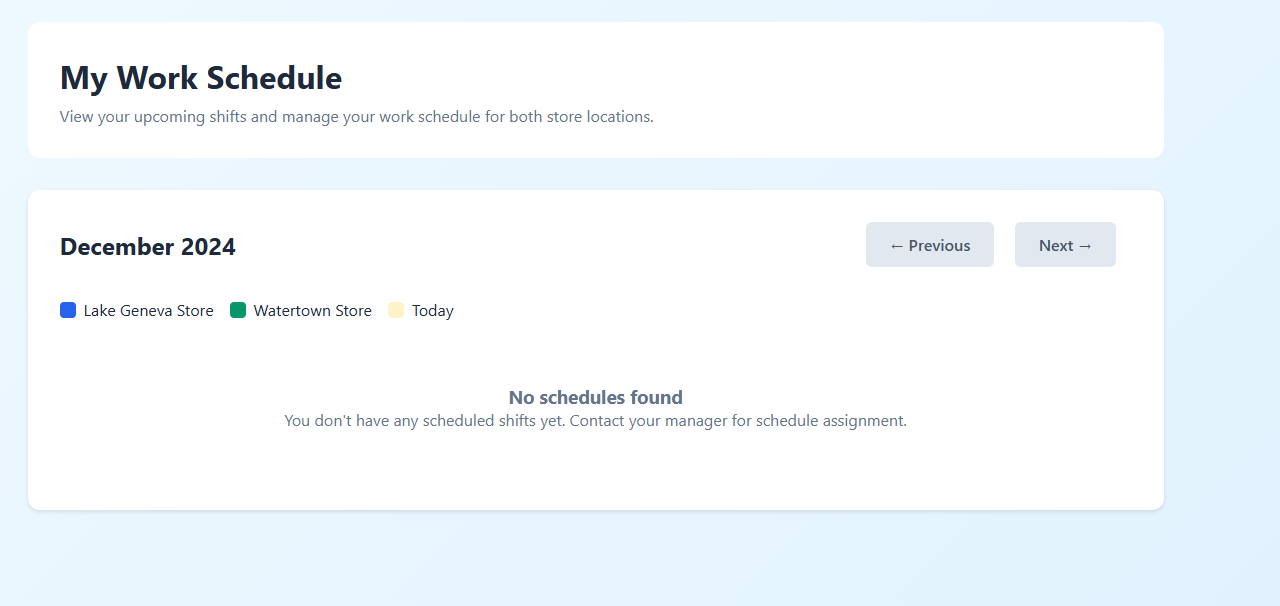 My Work Schedule
View your upcoming shifts and manage your work schedule for both store locations.
December 2024
← Previous
Next →
Lake Geneva Store
Watertown Store
Today
No schedules found
You don't have any scheduled shifts yet. Contact your manager for schedule assignment.